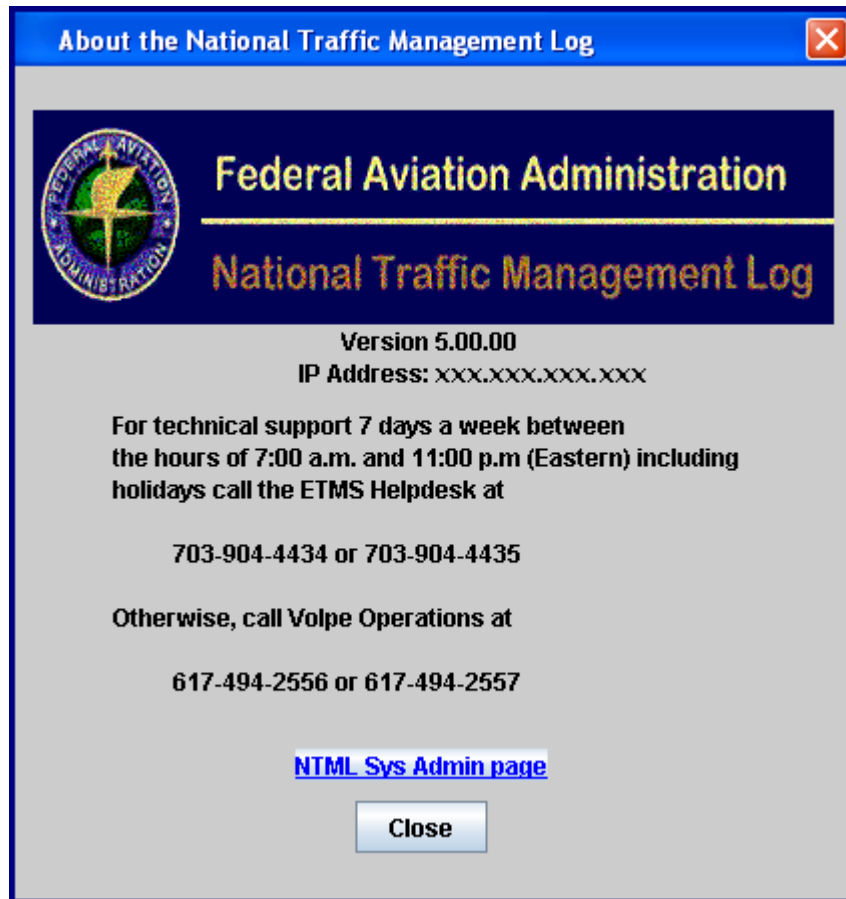 About the National Traffic Management Log
FEDERAL AVIATION
ADMINISTRATION
Federal Aviation Administration
National Traffic Management Log
Version 5.00.00
IP Address: xxx.xxx.xxx.xxx
For technical support 7 days a week between
the hours of 7:00 a.m. and 11:00 p.m (Eastern) including
holidays call the ETMS Helpdesk at
703-904-4434 or 703-904-4435
Otherwise, call Volpe Operations at
617-494-2556 or 617-494-2557
NTML Sys Admin page
Close